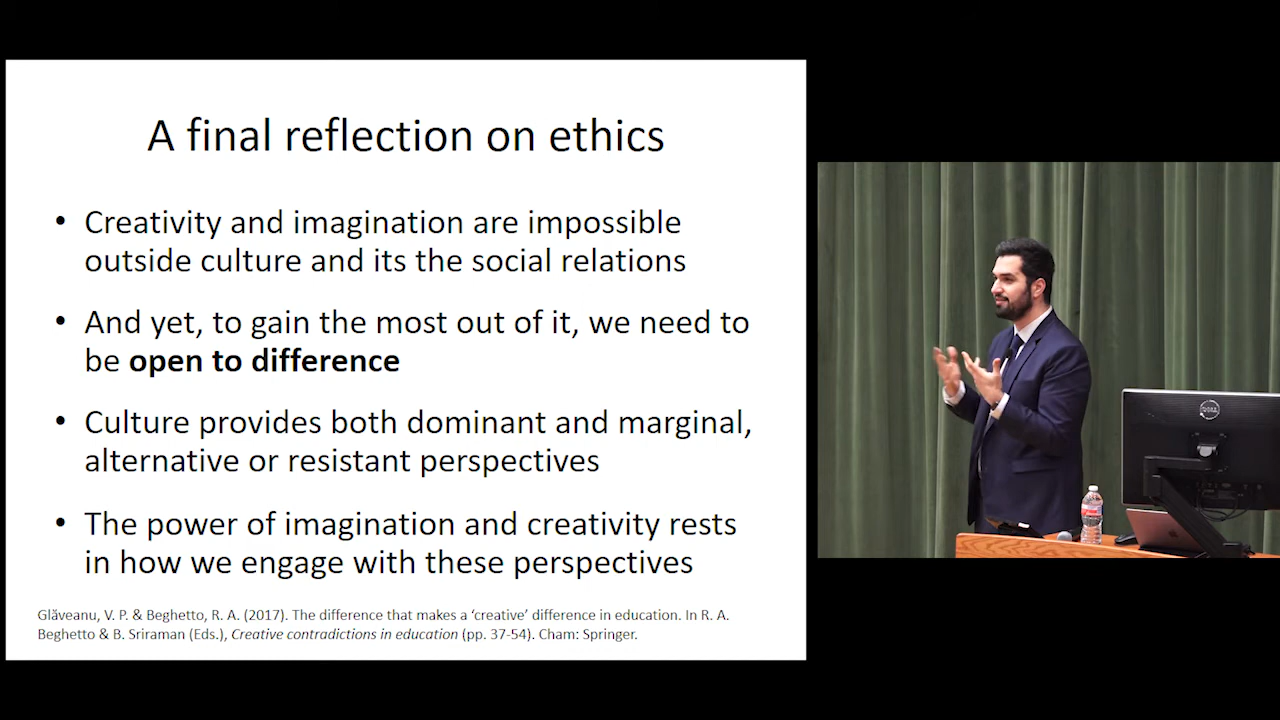 A final reflection on ethics
• Creativity and imagination are impossible
outside culture and its the social relations
• And yet, to gain the most out of it, we need to
be open to difference
• Culture provides both dominant and marginal,
alternative or resistant perspectives
• The power of imagination and creativity rests
in how we engage with these perspectives
Glăveanu, V. P. & Beghetto, R. A. (2017). The difference that makes a ‘creative’ difference in education. In R. A.
Beghetto & B. Sriraman (Eds.), Creative contradictions in education (pp. 37-54). Cham: Springer.